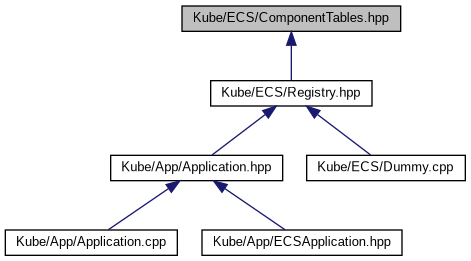 Kube/ECS/ComponentTables.hpp
Kube/ECS/Registry.hpp
Kube/App/Application.hpp
Kube/ECS/Dummy.cpp
Kube/App/Application.cpp
Kube/App/ECSApplication.hpp